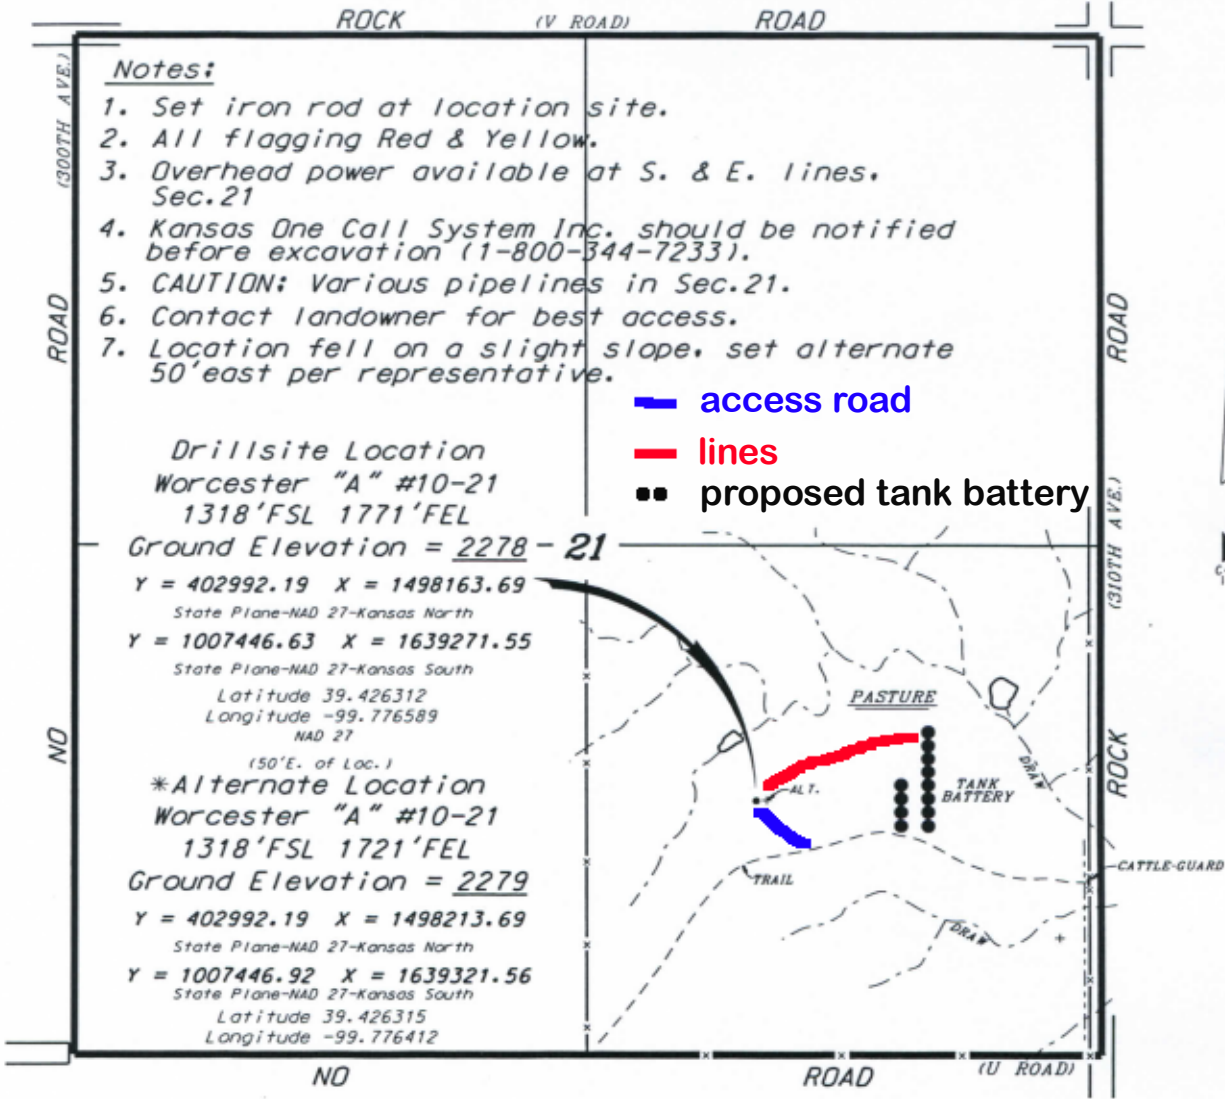 ROCK (V ROAD) ROAD
(300TH AVE.)
ROAD
NO
Notes:
1. Set iron rod at location site.
2. All flagging Red & Yellow.
3. Overhead power available at S. & E. lines.
Sec.21
4. Kansas One Call System Inc. should be notified
before excavation (1-800-344-7233).
5. CAUTION: Various pipelines in Sec.21.
6. Contact landowner for best access.
7. Location fell on a slight slope. set alternate
50'east per representative.
access road
lines
proposed tank battery
Drillsite Location
Worcester "A" #10-21
1318'FSL 1771'FEL
Ground Elevation = 2278
21
Y = 402992.19 X = 1498163.69
State Plane-NAD 27-Kansas North
Y = 1007446.63 X = 1639271.55
State Plane-NAD 27-Kansas South
Latitude 39.426312
Longitude -99.776589
NAD 27
(50'E. of Loc.)
*Alternate Location
Worcester "A" #10-21
1318'FSL 1721'FEL
Ground Elevation = 2279
Y = 402992.19 X = 1498213.69
State Plane-NAD 27-Kansas North
Y = 1007446.92 X = 1639321.56
State Plane-NAD 27-Kansas South
Latitude 39.426315
Longitude -99.776412
PASTURE
DRAW
ALT.
TANK
BATTERY
TRAIL
DRAW
CATTLE-GUARD
ROAD
(310TH AVE.)
ROCK
NO ROAD (U ROAD)